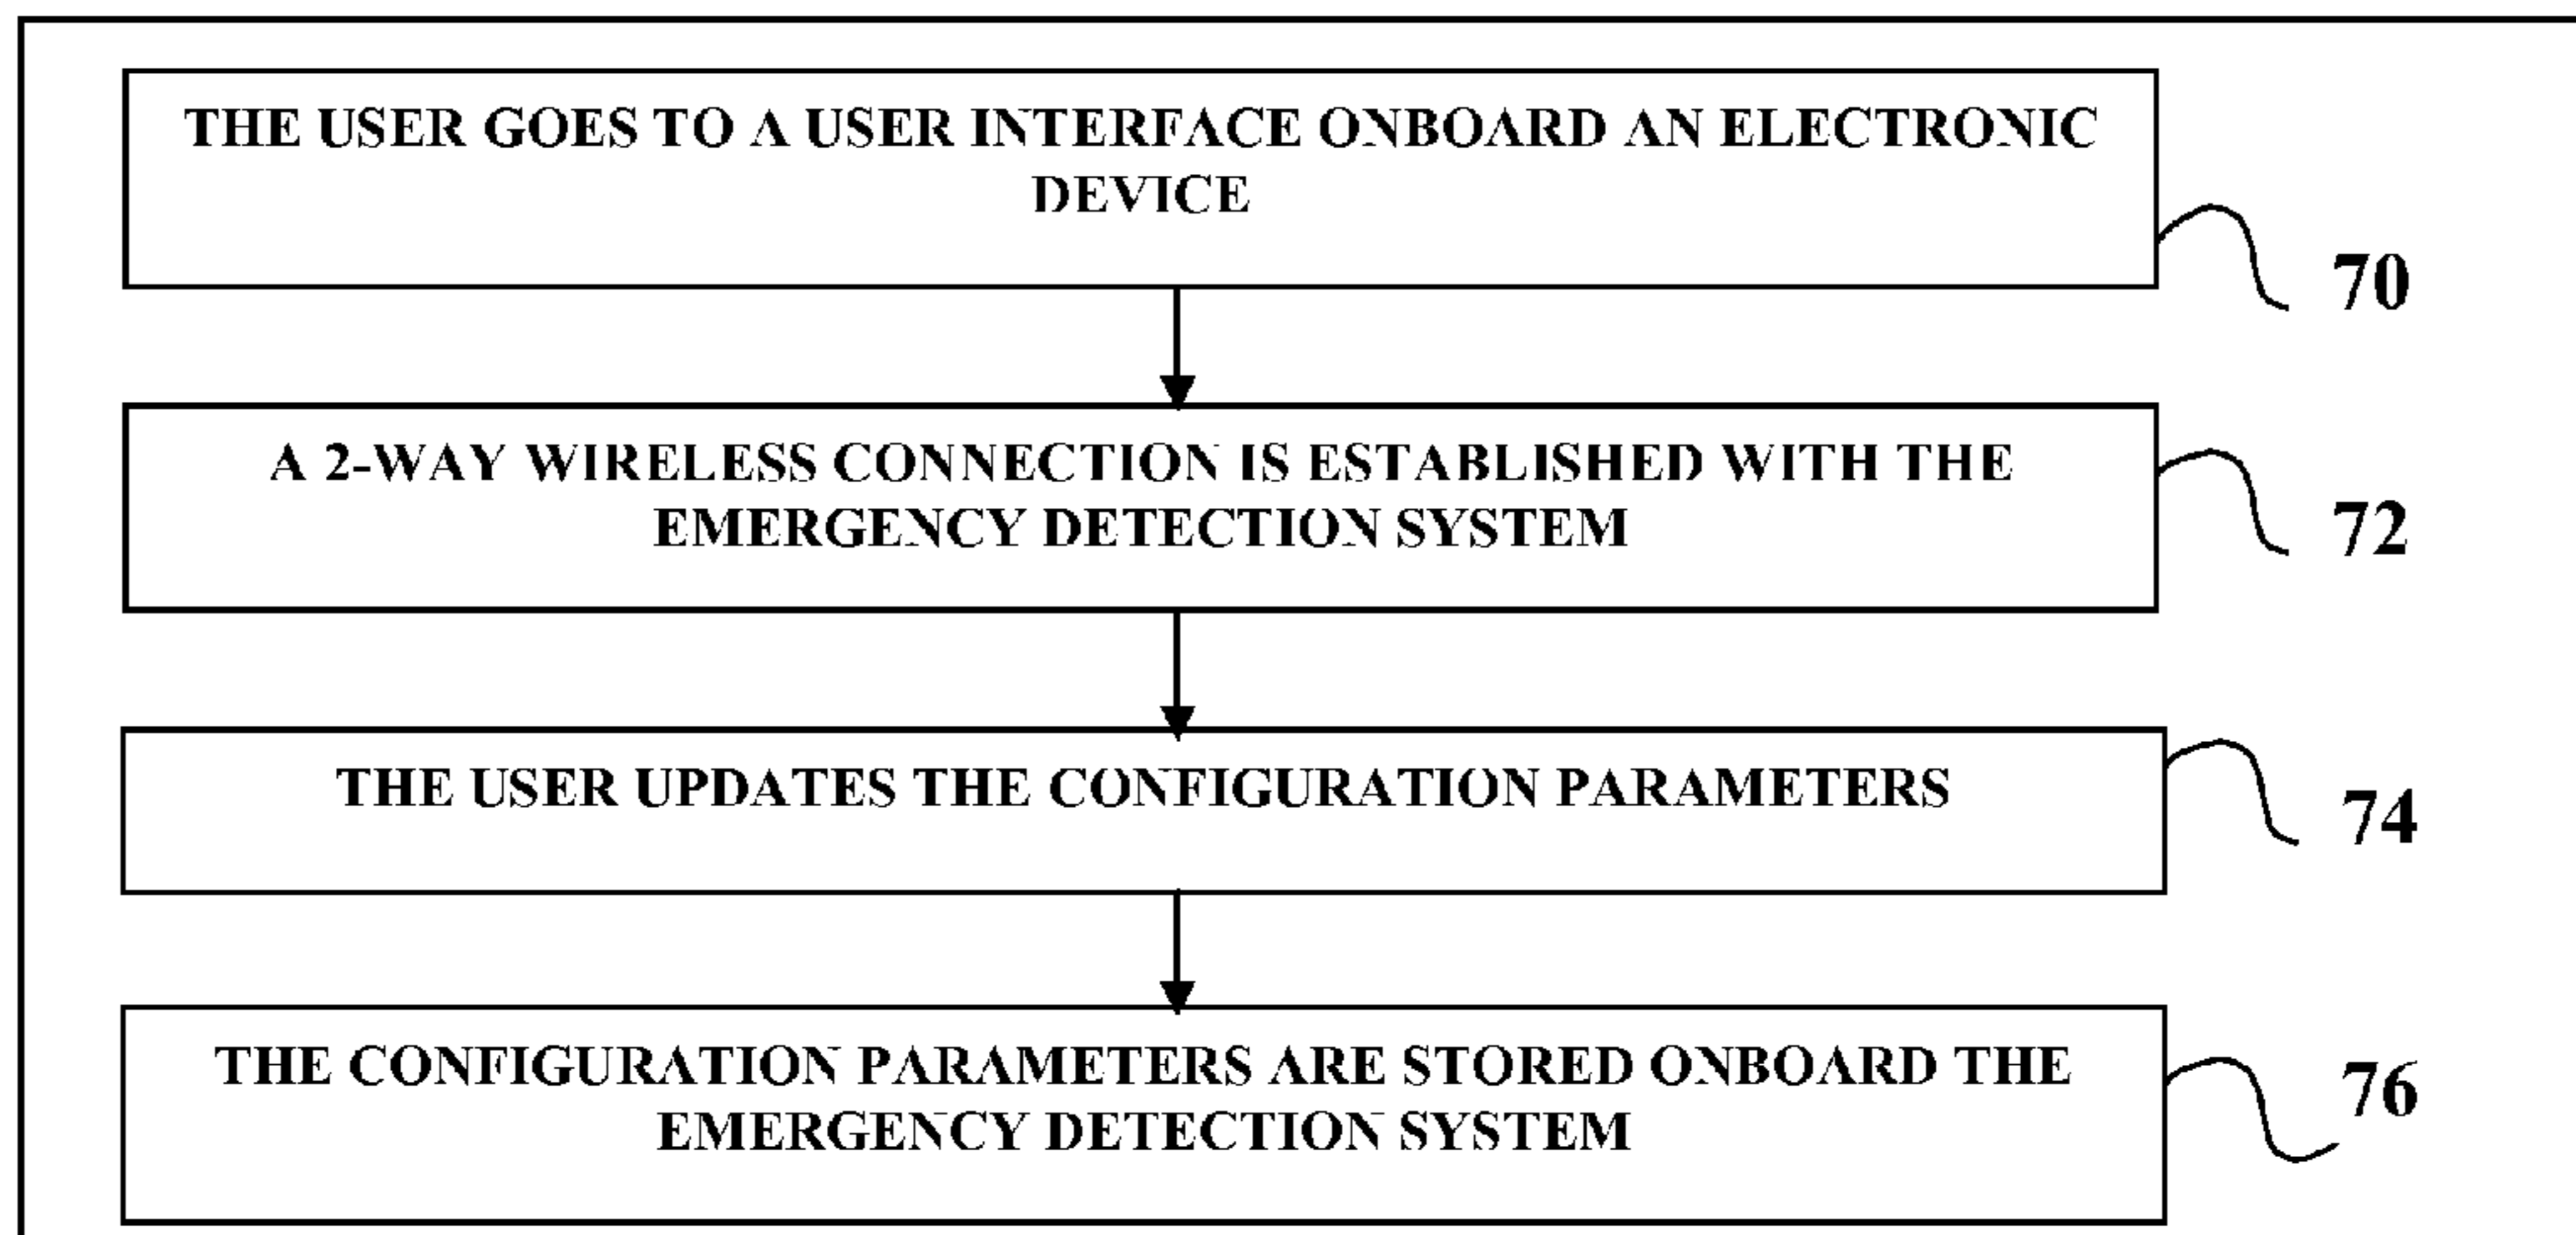 THE USER GOES TO A USER INTERFACE ONBOARD AN ELECTRONIC
DEVICE
70
A 2-WAY WIRELESS CONNECTION IS ESTABLISHED WITH THE
EMERGENCY DETECTION SYSTEM
72
THE USER UPDATES THE CONFIGURATION PARAMETERS
74
THE CONFIGURATION PARAMETERS ARE STORED ONBOARD THE
EMERGENCY DETECTION SYSTEM
76